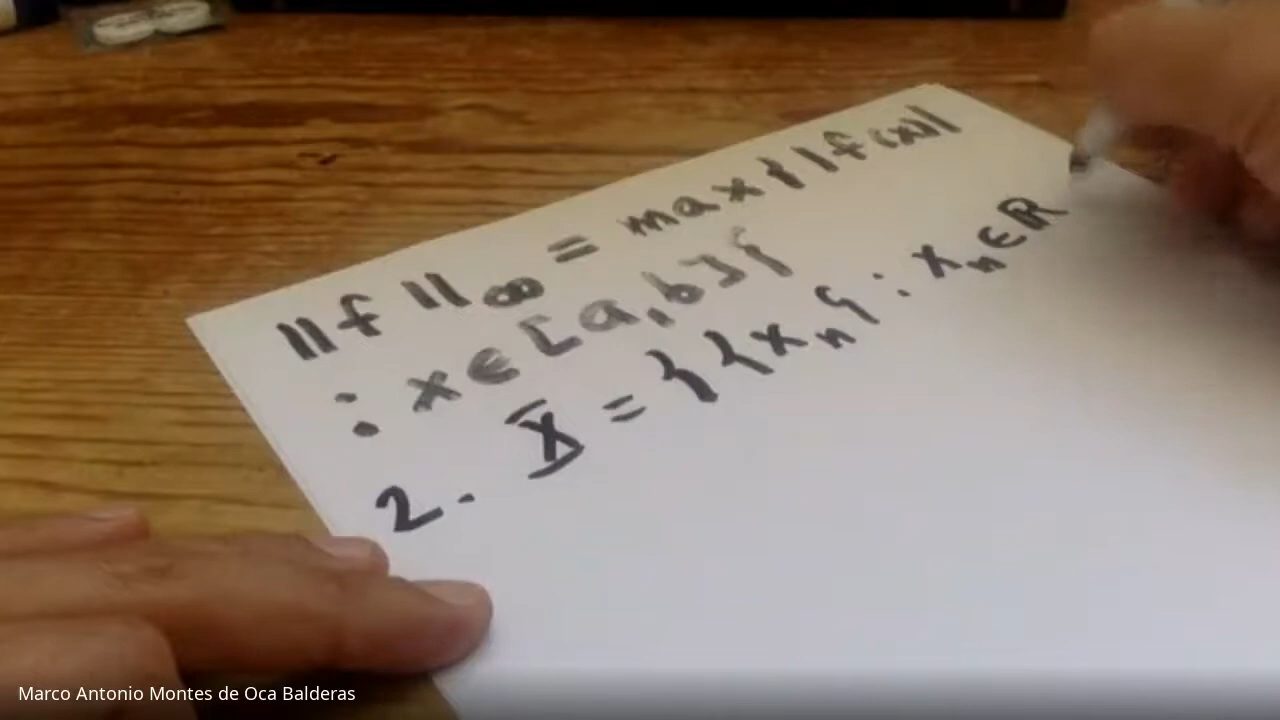 ||f||∞ = max{|f(x)|
: x ∈ [a,b]}
2. X = {{xn} : xn ∈ ℝ
Marco Antonio Montes de Oca Balderas